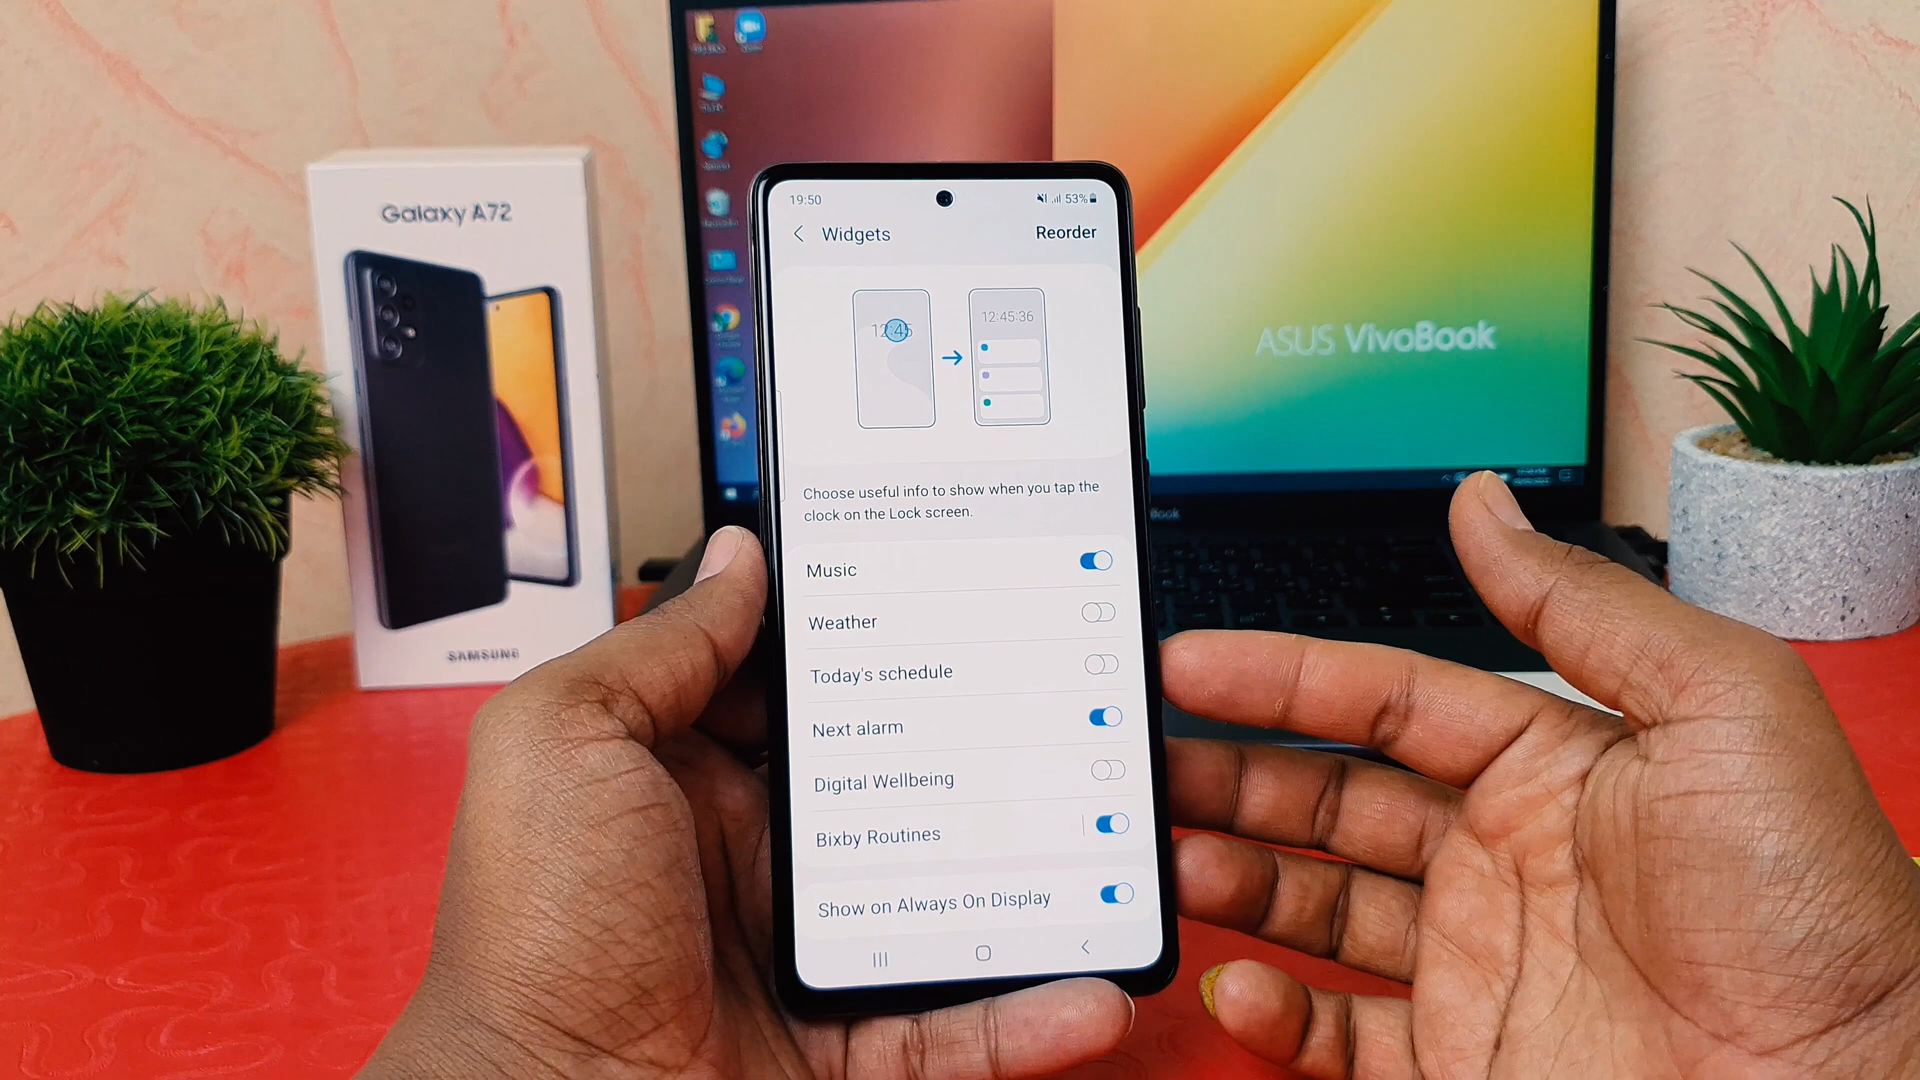 Galaxy A72
SAMSUNG
19:50
53%
Widgets
Reorder
12:45
12:45:36
Choose useful info to show when you tap the
clock on the Lock screen.
Music
Weather
Today's schedule
Next alarm
Digital Wellbeing
Bixby Routines
Show on Always On Display
ASUS VivoBook
Book